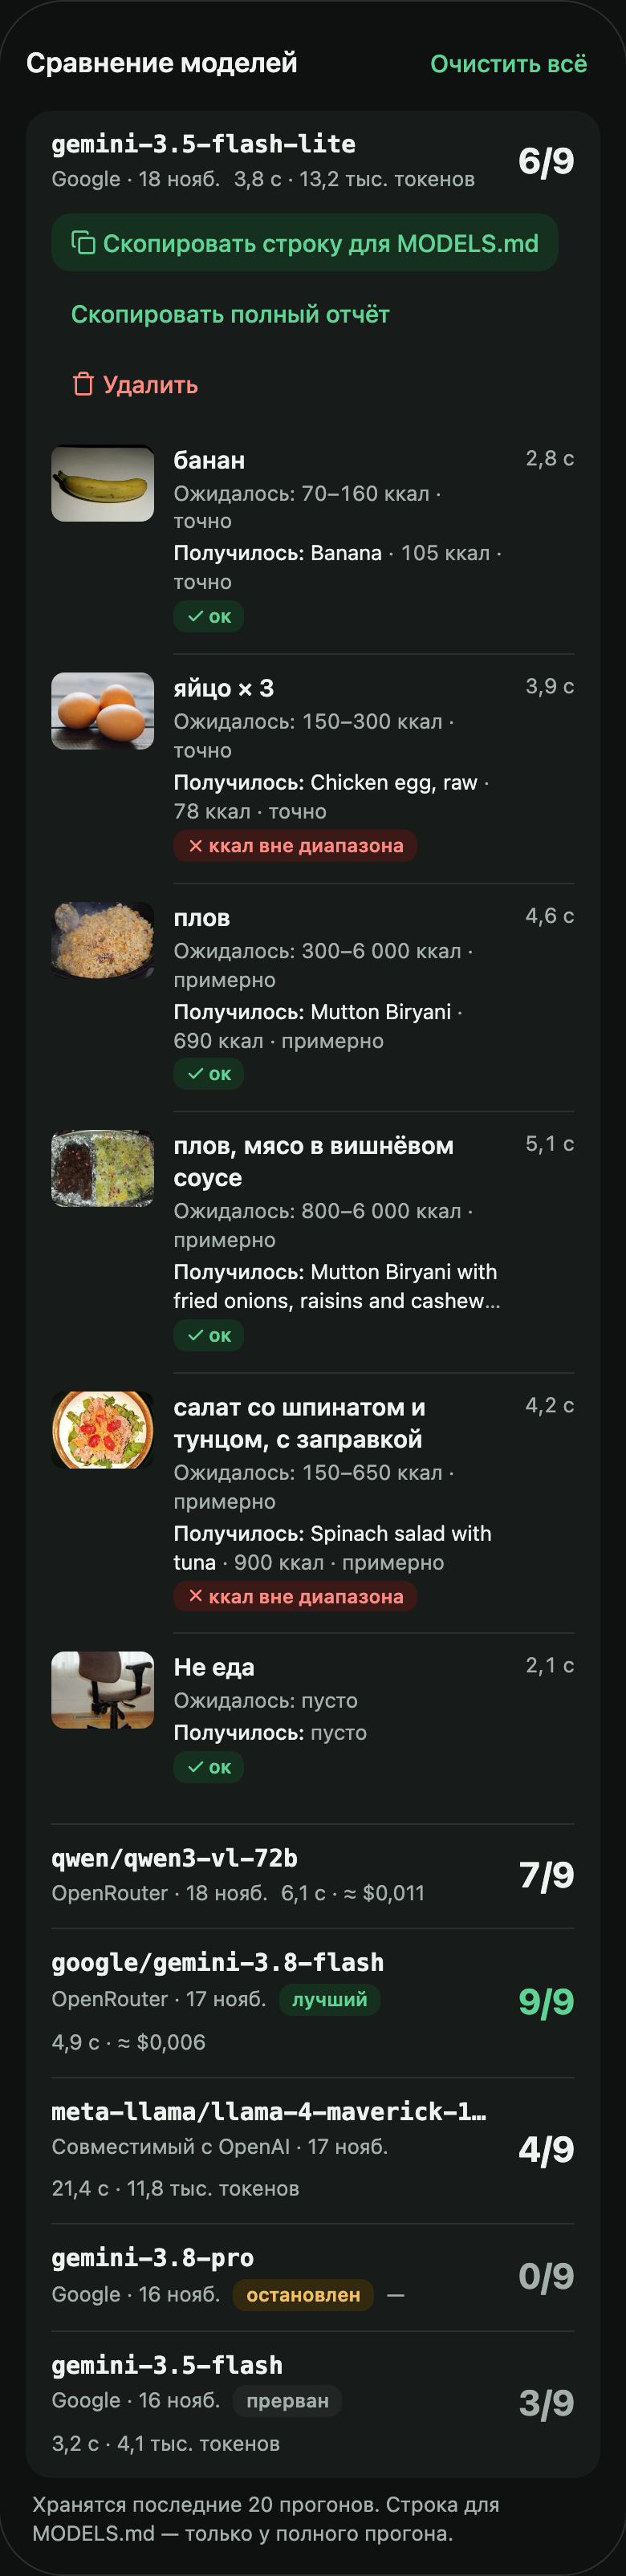 Сравнение моделей
Очистить всё
gemini-3.5-flash-lite
6/9
Google · 18 нояб. 3,8 с · 13,2 тыс. токенов
Скопировать строку для MODELS.md
Скопировать полный отчёт
Удалить
банан
2,8 с
Ожидалось: 70–160 ккал ·
точно
Получилось: Banana · 105 ккал ·
точно
✓ ок
яйцо × 3
3,9 с
Ожидалось: 150–300 ккал ·
точно
Получилось: Chicken egg, raw ·
78 ккал · точно
✕ ккал вне диапазона
плов
4,6 с
Ожидалось: 300–6 000 ккал ·
примерно
Получилось: Mutton Biryani ·
690 ккал · примерно
✓ ок
плов, мясо в вишнёвом
соусе
5,1 с
Ожидалось: 800–6 000 ккал ·
примерно
Получилось: Mutton Biryani with
fried onions, raisins and cashew…
✓ ок
салат со шпинатом и
тунцом, с заправкой
4,2 с
Ожидалось: 150–650 ккал ·
примерно
Получилось: Spinach salad with
tuna · 900 ккал · примерно
✕ ккал вне диапазона
Не еда
2,1 с
Ожидалось: пусто
Получилось: пусто
✓ ок
qwen/qwen3-vl-72b
7/9
OpenRouter · 18 нояб. 6,1 с · ≈ $0,011
google/gemini-3.8-flash
OpenRouter · 17 нояб. лучший
9/9
4,9 с · ≈ $0,006
meta-llama/llama-4-maverick-1…
Совместимый с OpenAI · 17 нояб.
4/9
21,4 с · 11,8 тыс. токенов
gemini-3.8-pro
0/9
Google · 16 нояб. остановлен —
gemini-3.5-flash
Google · 16 нояб. прерван
3/9
3,2 с · 4,1 тыс. токенов
Хранятся последние 20 прогонов. Строка для
MODELS.md — только у полного прогона.